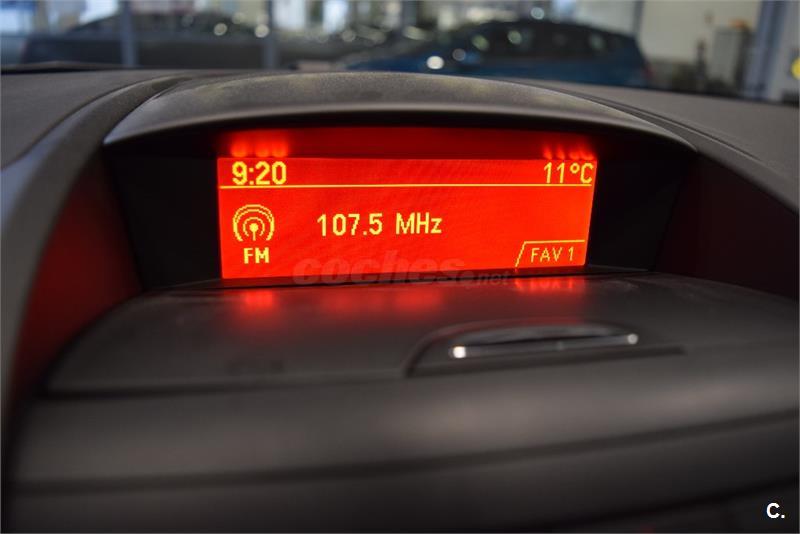 9:20 11°C
107.5 MHz
FM
FAV 1
coches.net
C.